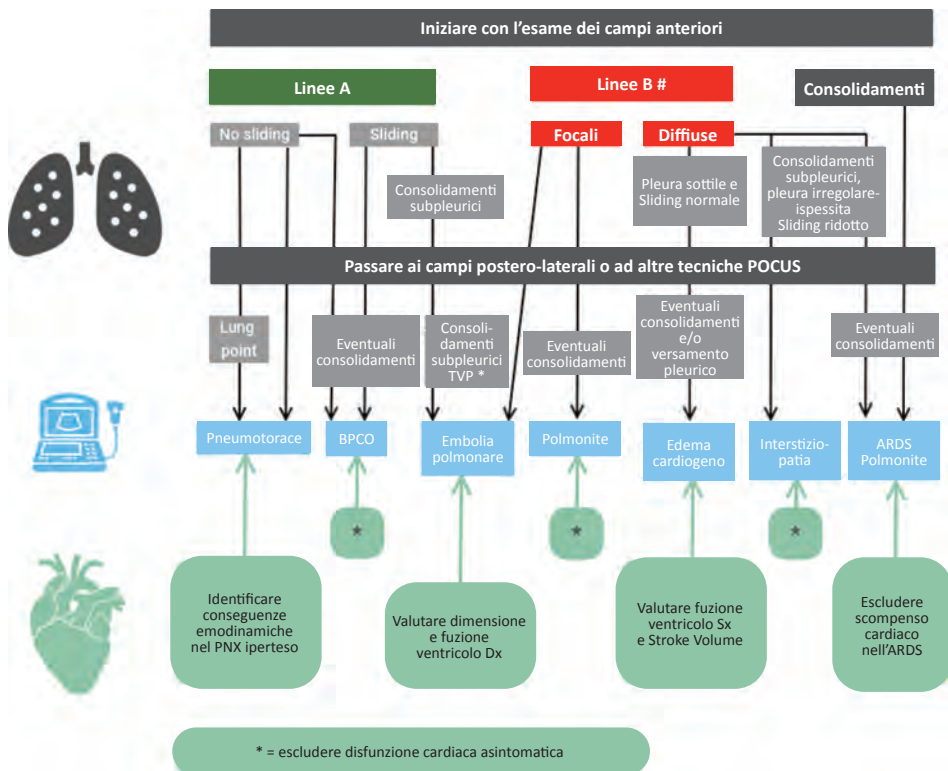 Iniziare con l'esame dei campi anteriori
Linee A
Linee B #
Consolidamenti
No sliding
Sliding
Focali
Diffuse
Consolidamenti
subpleurici
Pleura sottile e
Sliding normale
Consolidamenti
subpleurici,
pleura irregolare-
ispessita
Sliding ridotto
Passare ai campi postero-laterali o ad altre tecniche POCUS
Lung
point
Eventuali
consolidamenti
Consoli-
damenti
subpleurici
TVP *
Eventuali
consolidamenti
Eventuali
consolidamenti
e/o
versamento
pleurico
Eventuali
consolidamenti
Pneumotorace
BPCO
Embolia
polmonare
Polmonite
Edema
cardiogeno
Interstizio-
patia
ARDS
Polmonite
*
*
*
Identificare
conseguenze
emodinamiche
nel PNX iperteso
Valutare dimensione
e fuzione
ventricolo Dx
Valutare fuzione
ventricolo Sx
e Stroke Volume
Escludere
scompenso
cardiaco
nell'ARDS
* = escludere disfunzione cardiaca asintomatica